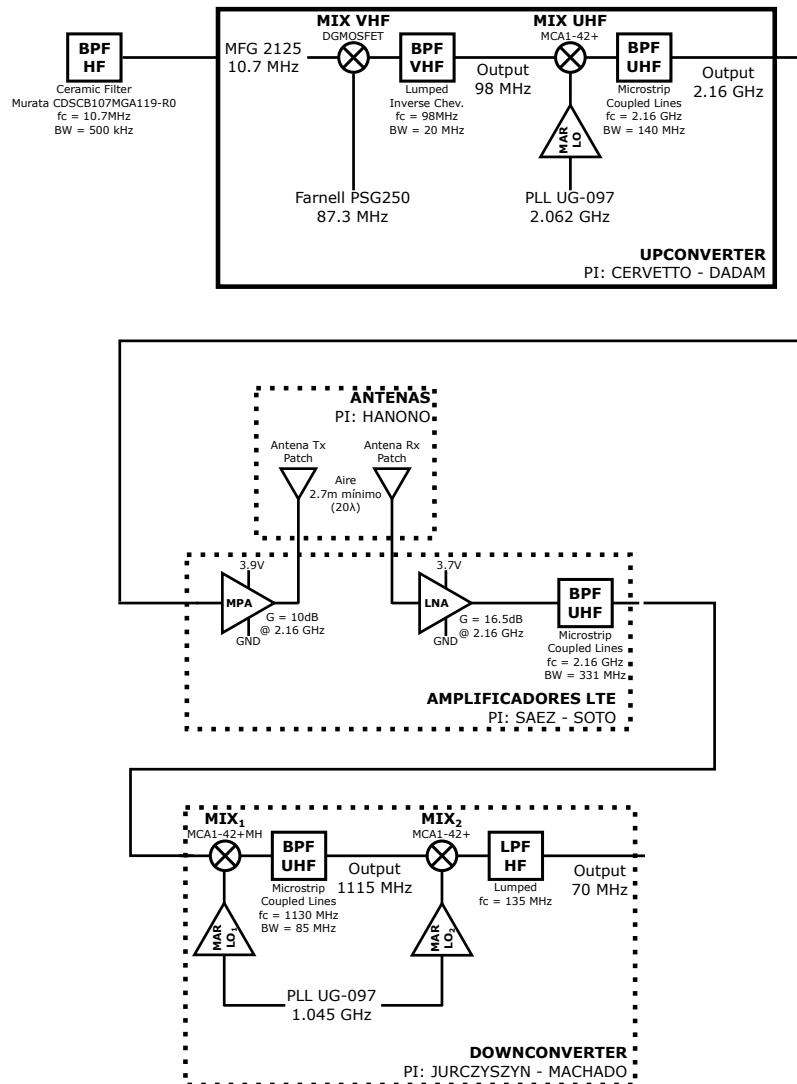 BPF
HF
Ceramic Filter
Murata CDSCB107MGA119-R0
fc = 10.7MHz
BW = 500 kHz
MFG 2125
10.7 MHz
MIX VHF
DGMOSFET
BPF
VHF
Lumped
Inverse Chev.
fc = 98MHz
BW = 20 MHz
Output
98 MHz
MIX UHF
MCA1-42+
BPF
UHF
Microstrip
Coupled Lines
fc = 2.16 GHz
BW = 140 MHz
Output
2.16 GHz
MAR
LO
Farnell PSG250
87.3 MHz
PLL UG-097
2.062 GHz
UPCONVERTER
PI: CERVETTO - DADAM
ANTENAS
PI: HANONO
Antena Tx
Patch
Antena Rx
Patch
Aire
2.7m mínimo
(20λ)
3.9V
MPA
GND
G = 10dB
@ 2.16 GHz
3.7V
LNA
GND
G = 16.5dB
@ 2.16 GHz
BPF
UHF
Microstrip
Coupled Lines
fc = 2.16 GHz
BW = 331 MHz
AMPLIFICADORES LTE
PI: SAEZ - SOTO
MIX₁
MCA1-42+MH
BPF
UHF
Microstrip
Coupled Lines
fc = 1130 MHz
BW = 85 MHz
Output
1115 MHz
MIX₂
MCA1-42+
LPF
HF
Lumped
fc = 135 MHz
Output
70 MHz
MAR
LO₁
MAR
LO₂
PLL UG-097
1.045 GHz
DOWNCONVERTER
PI: JURCZYSZYN - MACHADO